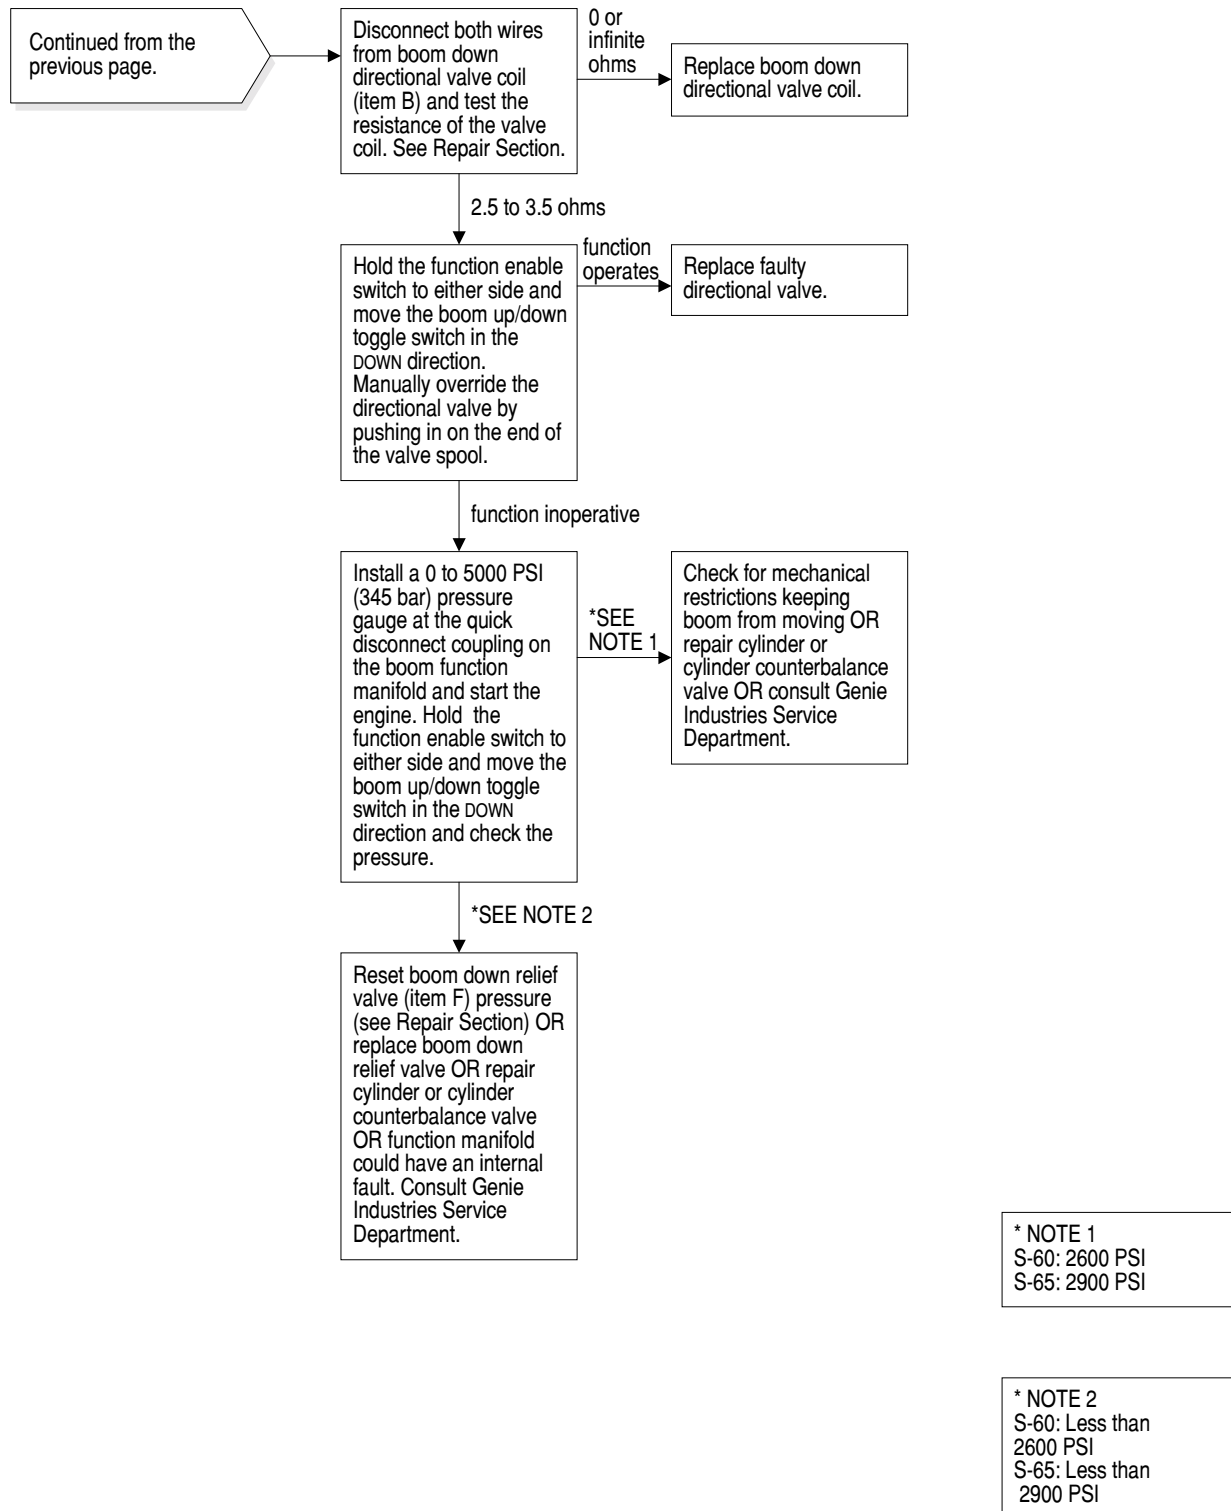 Continued from the
previous page.
Disconnect both wires
from boom down
directional valve coil
(item B) and test the
resistance of the valve
coil. See Repair Section.
0 or
infinite
ohms
Replace boom down
directional valve coil.
2.5 to 3.5 ohms
Hold the function enable
switch to either side and
move the boom up/down
toggle switch in the
DOWN direction.
Manually override the
directional valve by
pushing in on the end of
the valve spool.
function
operates
Replace faulty
directional valve.
function inoperative
Install a 0 to 5000 PSI
(345 bar) pressure
gauge at the quick
disconnect coupling on
the boom function
manifold and start the
engine. Hold the
function enable switch to
either side and move the
boom up/down toggle
switch in the DOWN
direction and check the
pressure.
*SEE
NOTE 1
Check for mechanical
restrictions keeping
boom from moving OR
repair cylinder or
cylinder counterbalance
valve OR consult Genie
Industries Service
Department.
*SEE NOTE 2
Reset boom down relief
valve (item F) pressure
(see Repair Section) OR
replace boom down
relief valve OR repair
cylinder or cylinder
counterbalance valve
OR function manifold
could have an internal
fault. Consult Genie
Industries Service
Department.
* NOTE 1
S-60: 2600 PSI
S-65: 2900 PSI
* NOTE 2
S-60: Less than
2600 PSI
S-65: Less than
2900 PSI